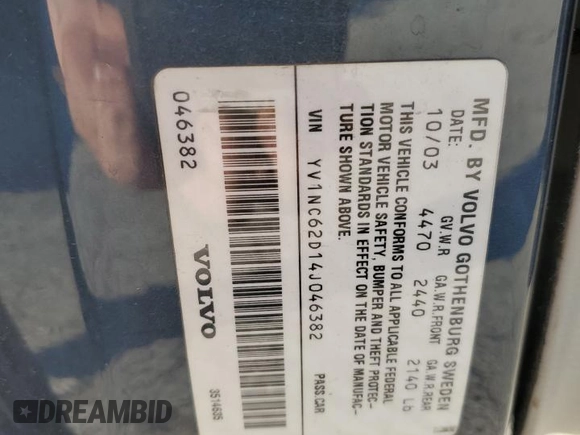 MFD. BY VOLVO GOTHENBURG SWEDEN
DATE: G.V.W.R GA.W.R.FRONT GA.W.R.REAR
10/03 4470 2440 2140 Lb
THIS VEHICLE CONFORMS TO ALL APPLICABLE FEDERAL
MOTOR VEHICLE SAFETY, BUMPER AND THEFT PROTEC-
TION STANDARDS IN EFFECT ON THE DATE OF MANUFAC-
TURE SHOWN ABOVE.
VIN YV1NC62D14J046382 PASS CAR
046382 VOLVO 3514685
DREAMBID